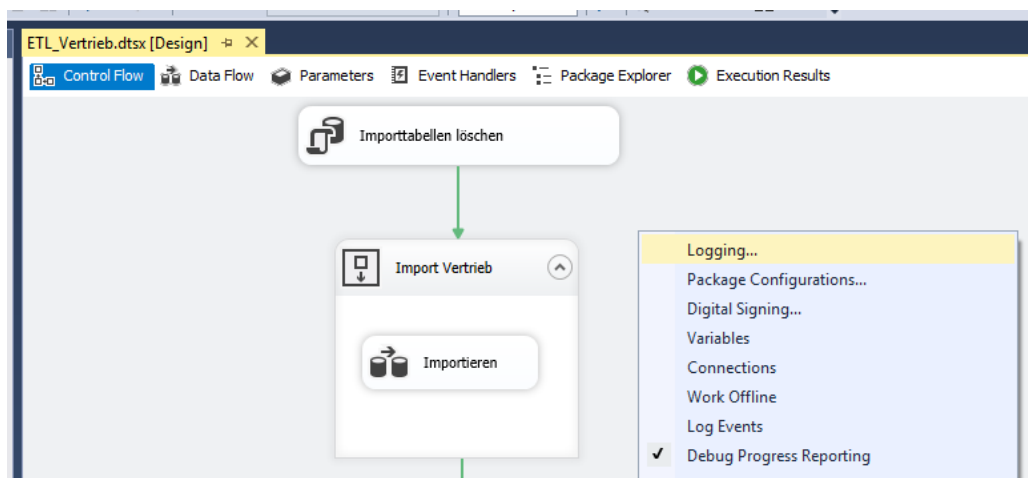 ETL_Vertrieb.dtsx [Design]
Control Flow Data Flow Parameters Event Handlers Package Explorer Execution Results
Importtabellen löschen
Import Vertrieb
Importieren
Logging...
Package Configurations...
Digital Signing...
Variables
Connections
Work Offline
Log Events
Debug Progress Reporting